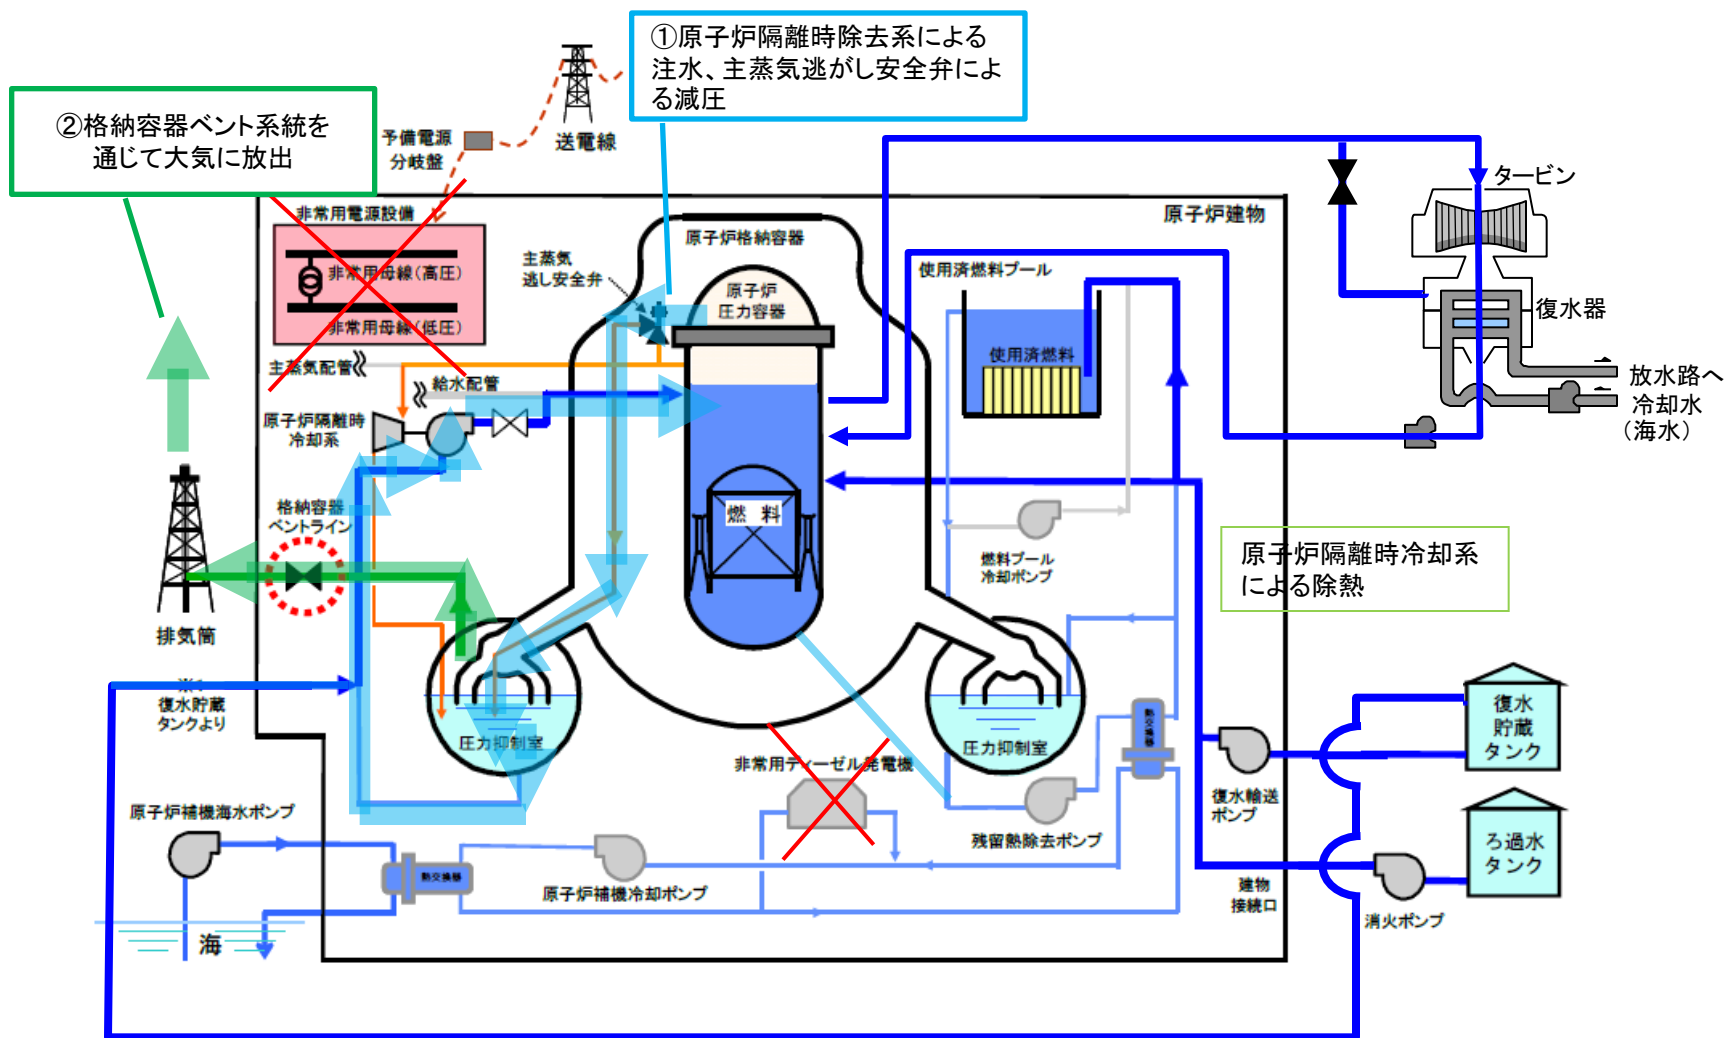 ①原子炉隔離時除去系による
注水、主蒸気逃がし安全弁によ
る減圧
②格納容器ベント系統を
通じて大気に放出
予備電源
分岐盤
送電線
非常用電源設備
非常用母線(高圧)
非常用母線(低圧)
主蒸気配管
給水配管
原子炉隔離時
冷却系
主蒸気
逃し安全弁
原子炉格納容器
原子炉
圧力容器
原子炉建物
使用済燃料プール
使用済燃料
タービン
復水器
放水路へ
冷却水
(海水)
燃 料
格納容器
ベントライン
排気筒
燃料プール
冷却ポンプ
原子炉隔離時冷却系
による除熱
復水貯蔵
タンクより
圧力抑制室
圧力抑制室
熱交換器
非常用ディーゼル発電機
残留熱除去ポンプ
復水輸送
ポンプ
復水
貯蔵
タンク
ろ過水
タンク
原子炉補機海水ポンプ
熱交換器
原子炉補機冷却ポンプ
建物
接続口
消火ポンプ
海